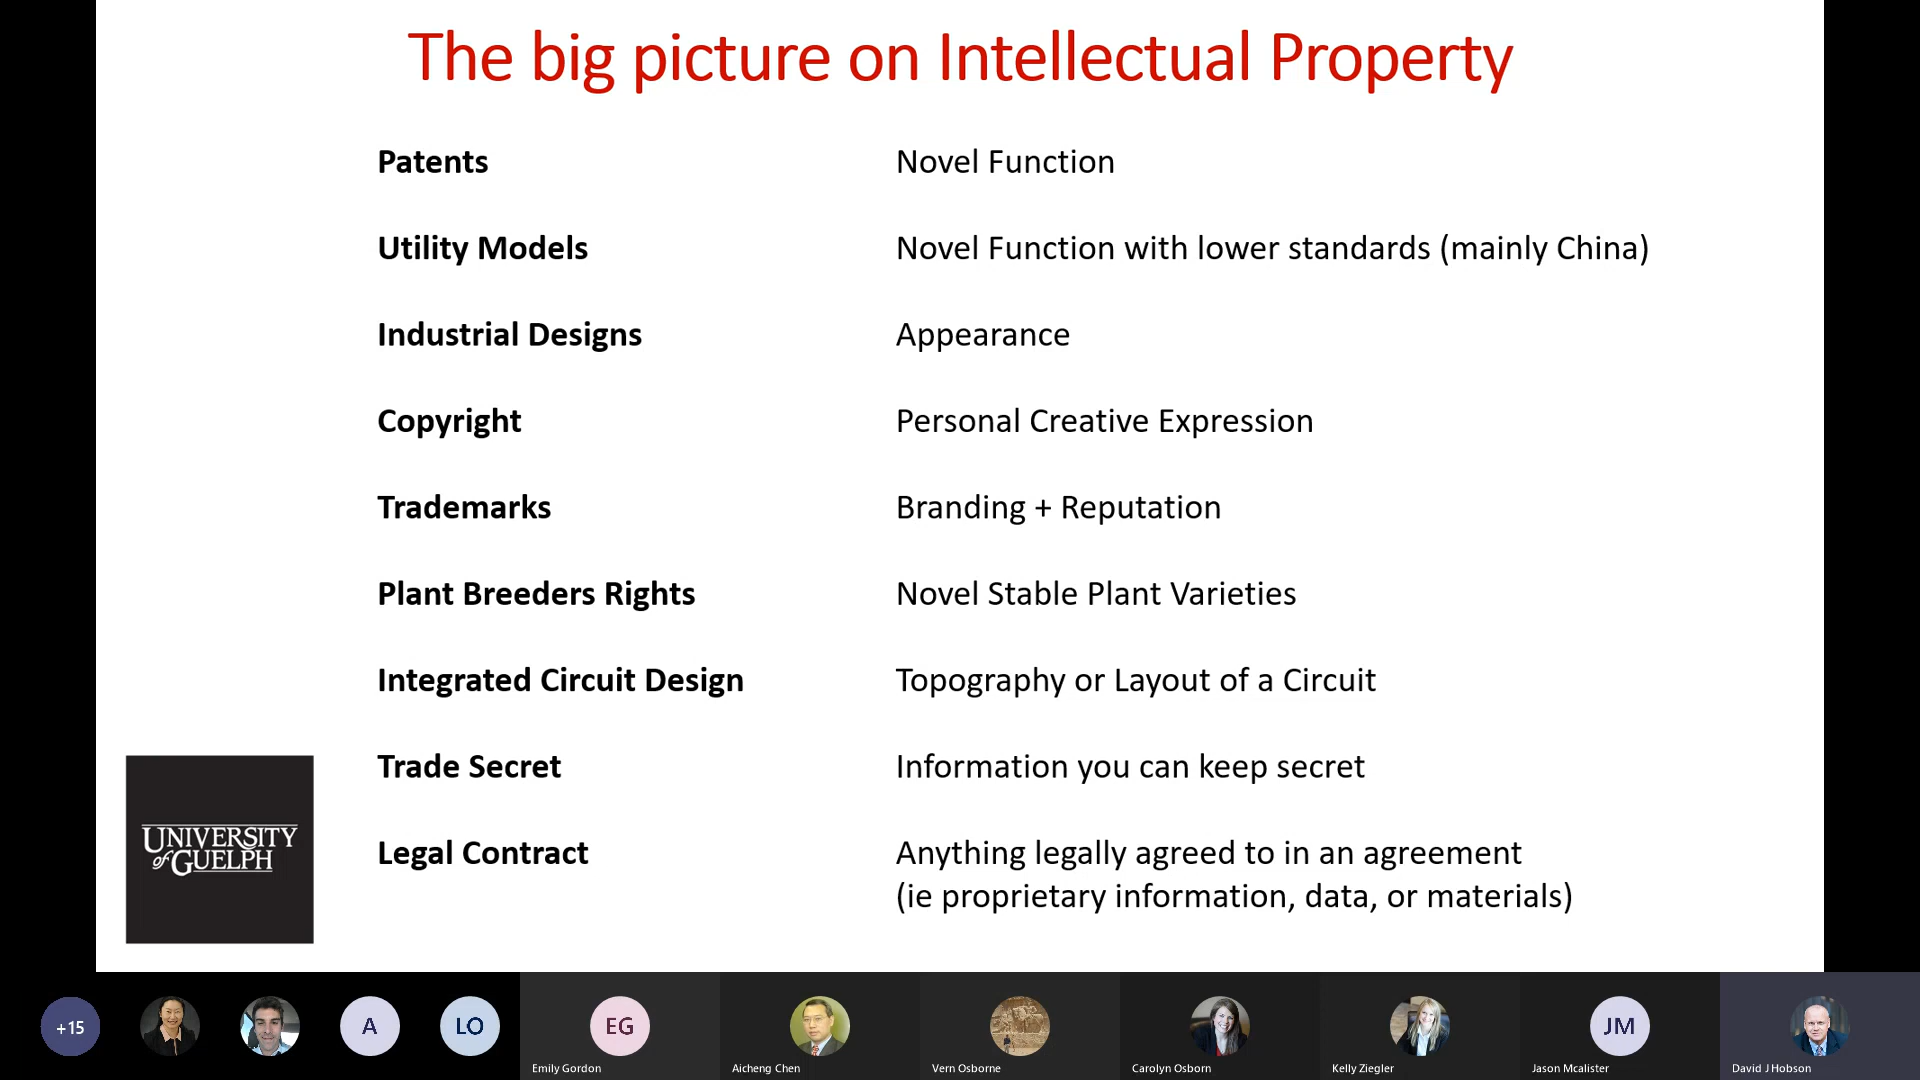 The big picture on Intellectual Property
Patents Novel Function
Utility Models Novel Function with lower standards (mainly China)
Industrial Designs Appearance
Copyright Personal Creative Expression
Trademarks Branding + Reputation
Plant Breeders Rights Novel Stable Plant Varieties
Integrated Circuit Design Topography or Layout of a Circuit
Trade Secret Information you can keep secret
Legal Contract Anything legally agreed to in an agreement
(ie proprietary information, data, or materials)
UNIVERSITY
of GUELPH
+15 A LO EG JM
Emily Gordon Aicheng Chen Vern Osborne Carolyn Osborn Kelly Ziegler Jason Mcalister David J Hobson